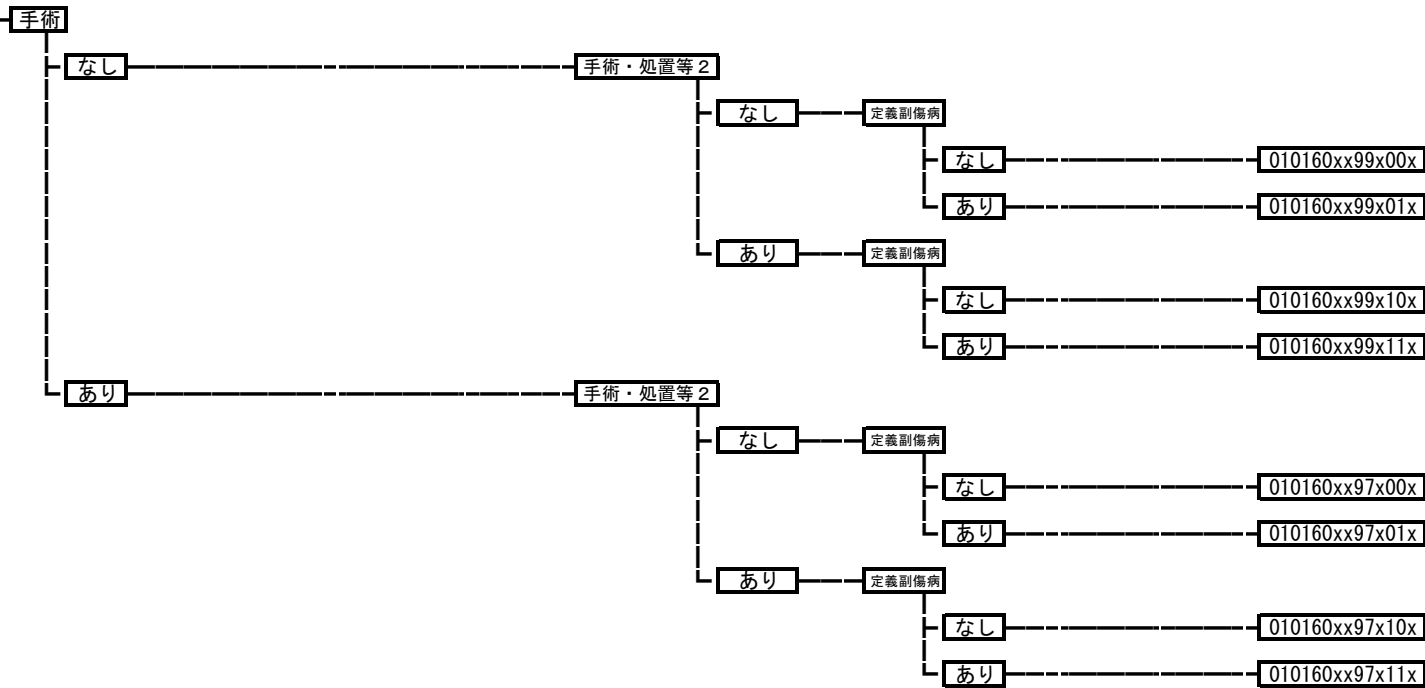 手術
なし 手術・処置等2
なし 定義副傷病
なし 010160xx99x00x
あり 010160xx99x01x
あり 定義副傷病
なし 010160xx99x10x
あり 010160xx99x11x
あり 手術・処置等2
なし 定義副傷病
なし 010160xx97x00x
あり 010160xx97x01x
あり 定義副傷病
なし 010160xx97x10x
あり 010160xx97x11x